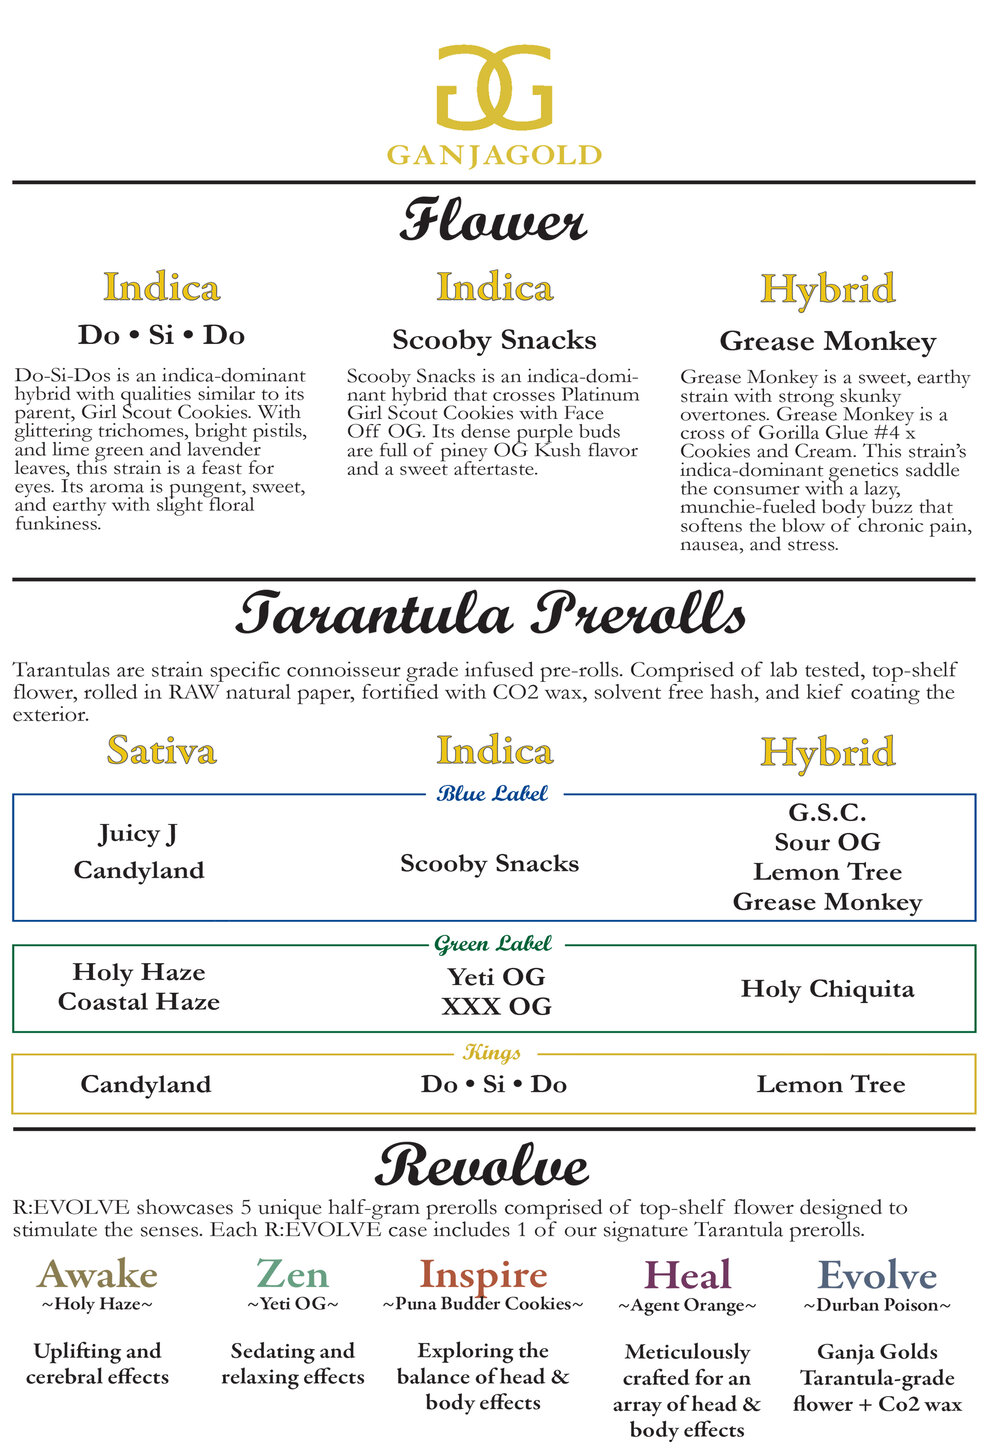 GG
GANJAGOLD
Flower
Indica
Do • Si • Do
Do-Si-Dos is an indica-dominant
hybrid with qualities similar to its
parent, Girl Scout Cookies. With
glittering trichomes, bright pistils,
and lime green and lavender
leaves, this strain is a feast for
eyes. Its aroma is pungent, sweet,
and earthy with slight floral
funkiness.
Indica
Scooby Snacks
Scooby Snacks is an indica-domi-
nant hybrid that crosses Platinum
Girl Scout Cookies with Face
Off OG. Its dense purple buds
are full of piney OG Kush flavor
and a sweet aftertaste.
Hybrid
Grease Monkey
Grease Monkey is a sweet, earthy
strain with strong skunky
overtones. Grease Monkey is a
cross of Gorilla Glue #4 x
Cookies and Cream. This strain's
indica-dominant genetics saddle
the consumer with a lazy,
munchie-fueled body buzz that
softens the blow of chronic pain,
nausea, and stress.
Tarantula Prerolls
Tarantulas are strain specific connoisseur grade infused pre-rolls. Comprised of lab tested, top-shelf
flower, rolled in RAW natural paper, fortified with CO2 wax, solvent free hash, and kief coating the
exterior.
Sativa
Indica
Hybrid
Blue Label
Juicy J
Candyland
Scooby Snacks
G.S.C.
Sour OG
Lemon Tree
Grease Monkey
Green Label
Holy Haze
Coastal Haze
Yeti OG
XXX OG
Holy Chiquita
Kings
Candyland
Do • Si • Do
Lemon Tree
Revolve
R:EVOLVE showcases 5 unique half-gram prerolls comprised of top-shelf flower designed to
stimulate the senses. Each R:EVOLVE case includes 1 of our signature Tarantula prerolls.
Awake
~Holy Haze~
Uplifting and
cerebral effects
Zen
~Yeti OG~
Sedating and
relaxing effects
Inspire
~Puna Budder Cookies~
Exploring the
balance of head &
body effects
Heal
~Agent Orange~
Meticulously
crafted for an
array of head &
body effects
Evolve
~Durban Poison~
Ganja Golds
Tarantula-grade
flower + Co2 wax